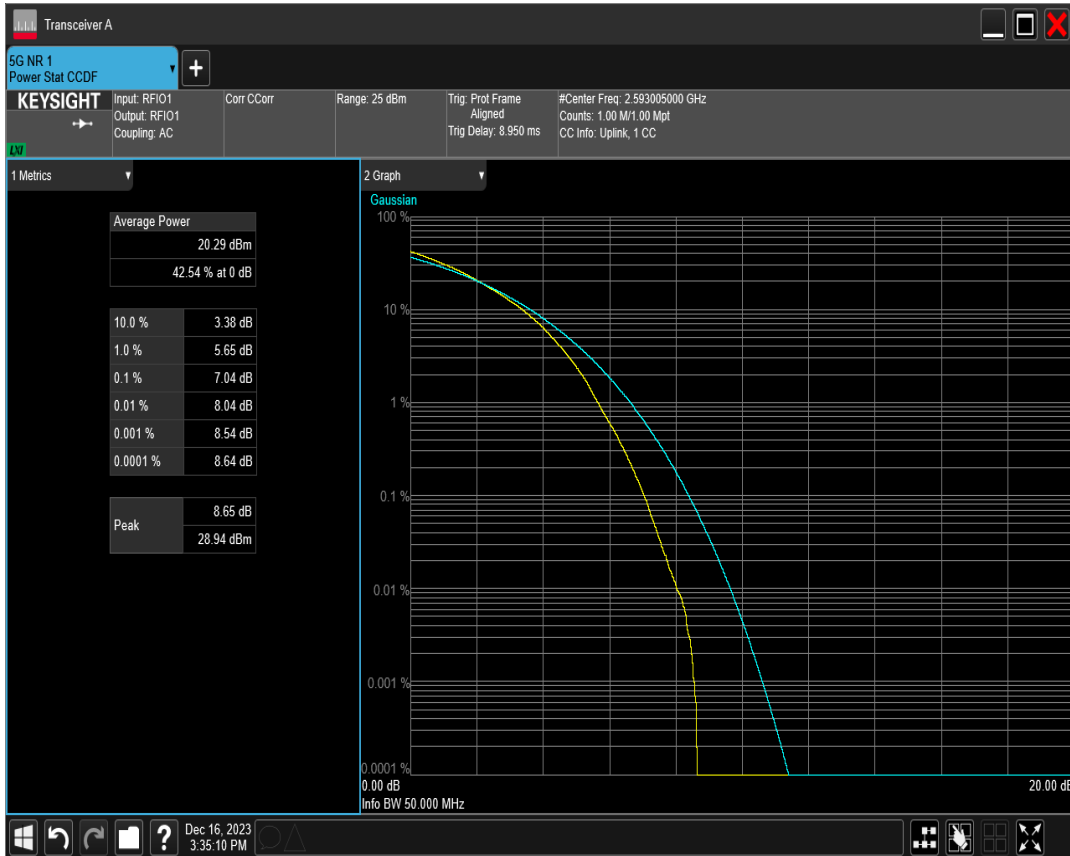 Transceiver A
5G NR 1
Power Stat CCDF
+
KEYSIGHT
LXI
Input: RFIO1
Output: RFIO1
Coupling: AC
Corr CCorr
Range: 25 dBm
Trig: Prot Frame
Aligned
Trig Delay: 8.950 ms
#Center Freq: 2.593005000 GHz
Counts: 1.00 M/1.00 Mpt
CC Info: Uplink, 1 CC
1 Metrics
Average Power
20.29 dBm
42.54 % at 0 dB
10.0 % 3.38 dB
1.0 % 5.65 dB
0.1 % 7.04 dB
0.01 % 8.04 dB
0.001 % 8.54 dB
0.0001 % 8.64 dB
Peak 8.65 dB
28.94 dBm
2 Graph
Gaussian
100 %
10 %
1 %
0.1 %
0.01 %
0.001 %
0.0001 %
0.00 dB 20.00 dB
Info BW 50.000 MHz
?
Dec 16, 2023
3:35:10 PM